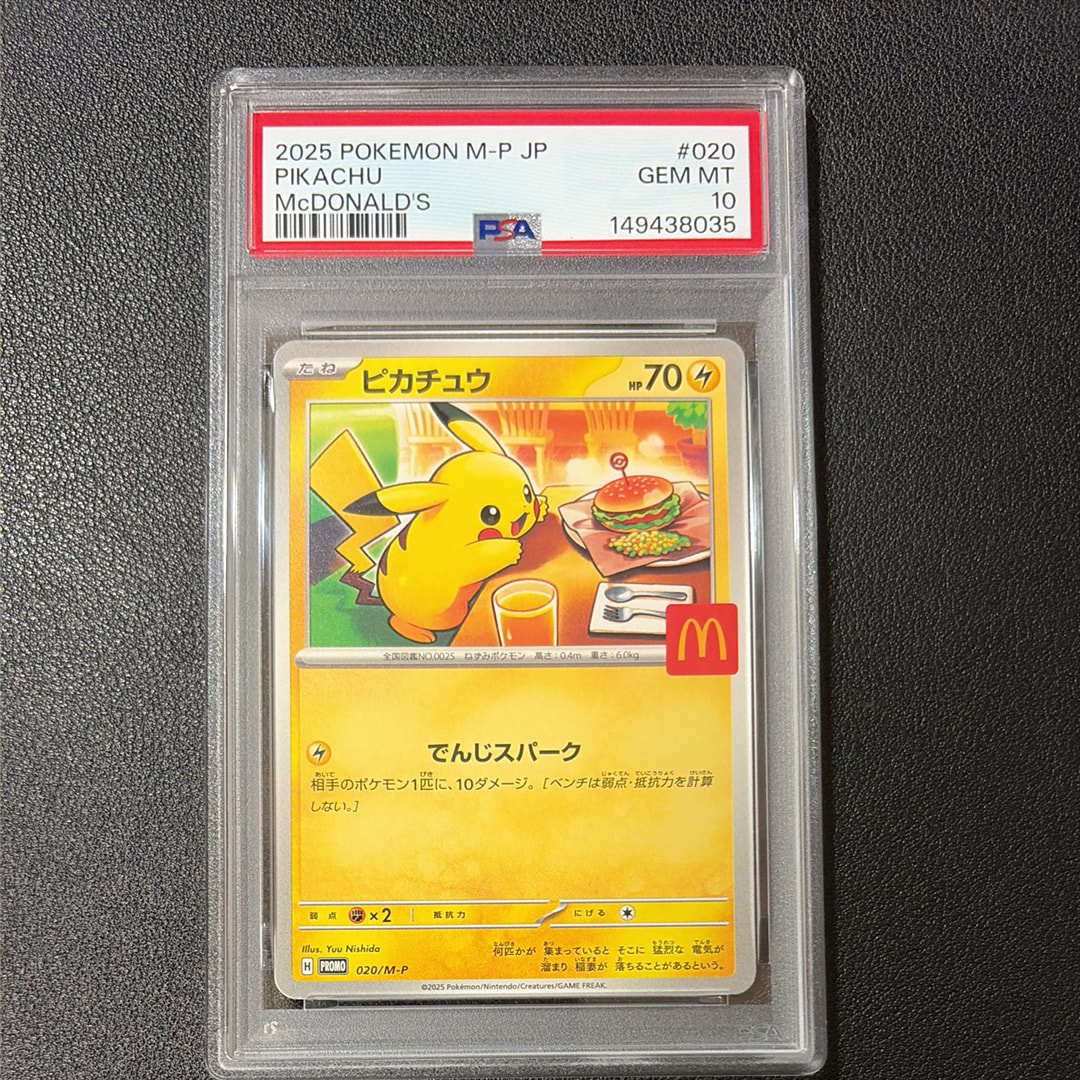 2025 POKEMON M-P JP #020
PIKACHU GEM MT
McDONALD'S 10
PSA 149438035
たね ピカチュウ HP 70
全国図鑑NO.0025 ねずみポケモン 高さ:0.4m 重さ:6.0kg
でんじスパーク
相手のポケモン1匹に、10ダメージ。[ベンチは弱点・抵抗力を計算
しない。]
弱点 ×2 抵抗力 にげる
Illus. Yuu Nishida
何匹かが 集まっていると そこに 猛烈な 電気が
溜まり 稲妻が 落ちることがあるという。
H PROMO 020/M-P
©2025 Pokémon/Nintendo/Creatures/GAME FREAK.
PSA